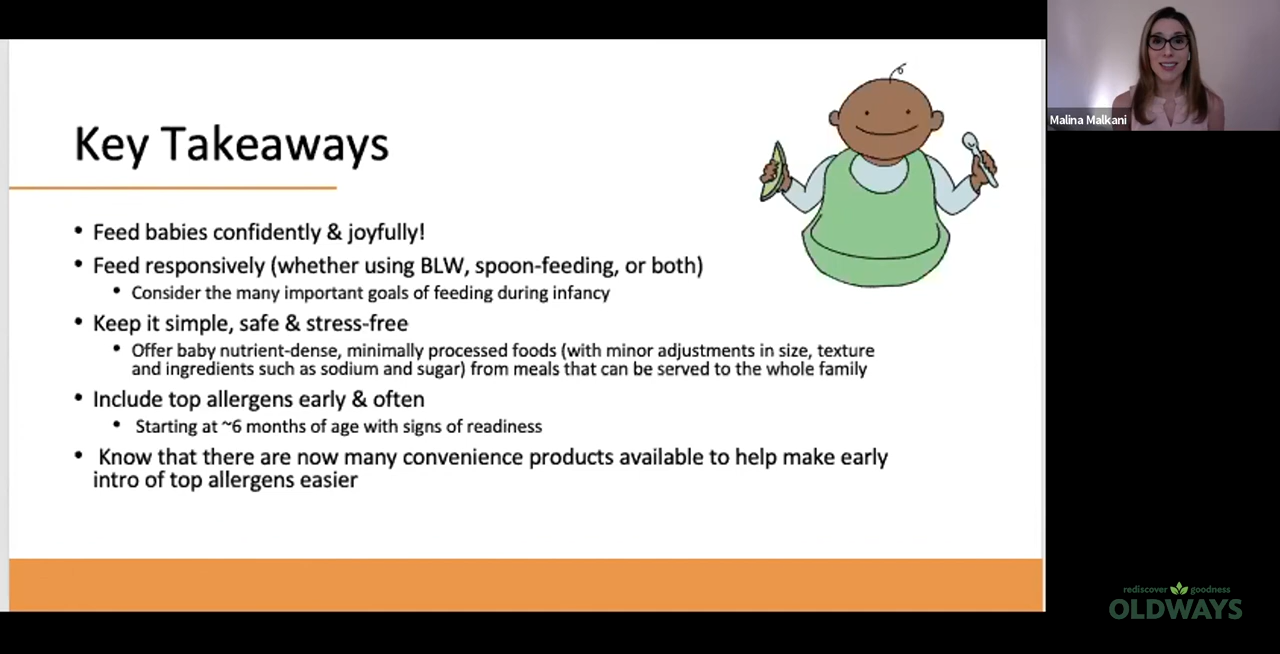 Key Takeaways
• Feed babies confidently & joyfully!
• Feed responsively (whether using BLW, spoon-feeding, or both)
• Consider the many important goals of feeding during infancy
• Keep it simple, safe & stress-free
• Offer baby nutrient-dense, minimally processed foods (with minor adjustments in size, texture
and ingredients such as sodium and sugar) from meals that can be served to the whole family
• Include top allergens early & often
• Starting at ~6 months of age with signs of readiness
• Know that there are now many convenience products available to help make early
intro of top allergens easier
Malina Malkani
rediscover goodness
OLDWAYS